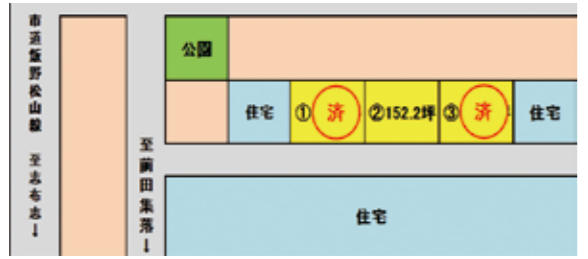 市道飯野松山線　至志布志↓
至前田集落↓
公園
住宅
①済
②152.2坪
③済
住宅
住宅